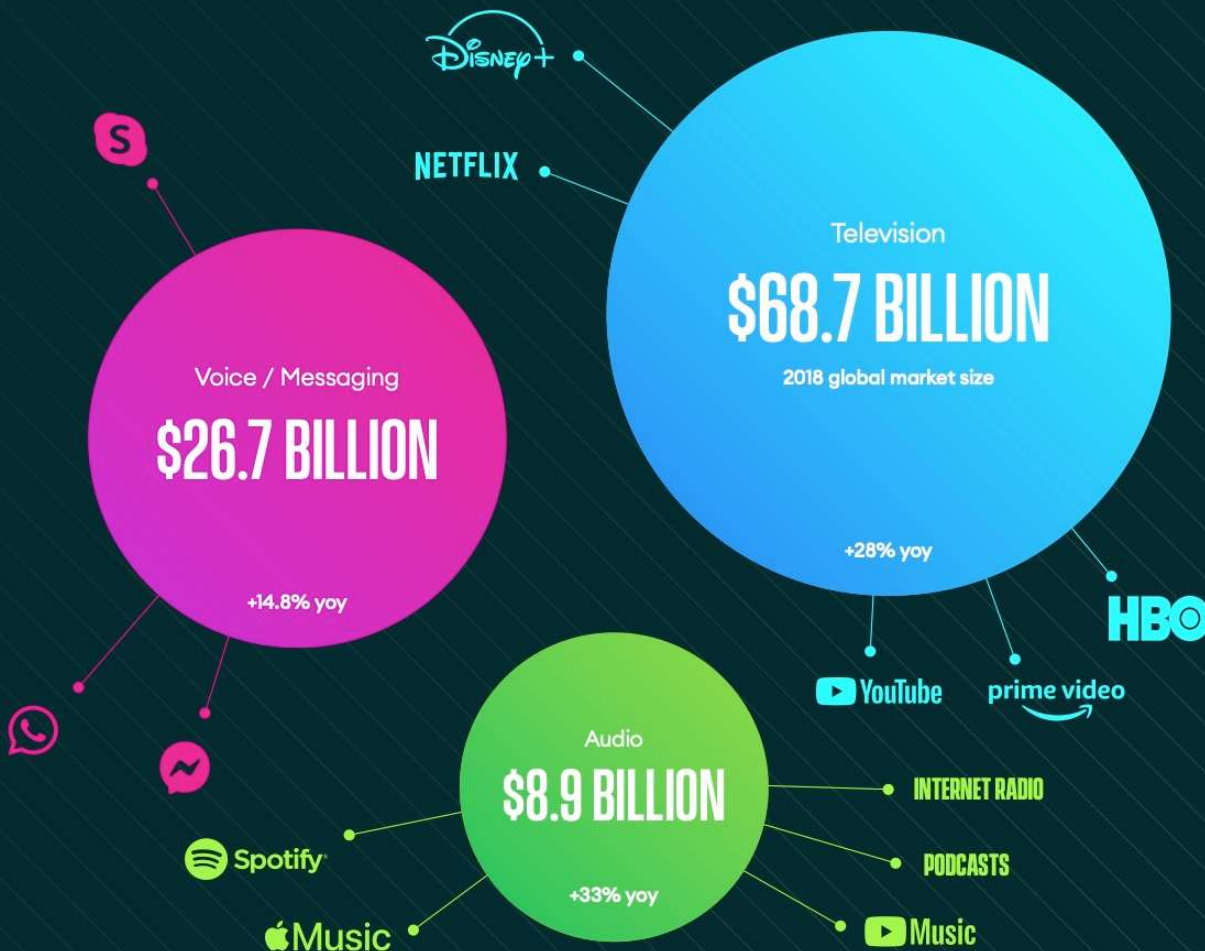 Disney+
S
NETFLIX
Television
$68.7 BILLION
2018 global market size
+28% yoy
Voice / Messaging
$26.7 BILLION
+14.8% yoy
HBO
YouTube
prime video
Audio
$8.9 BILLION
+33% yoy
INTERNET RADIO
PODCASTS
Spotify
Music
Music